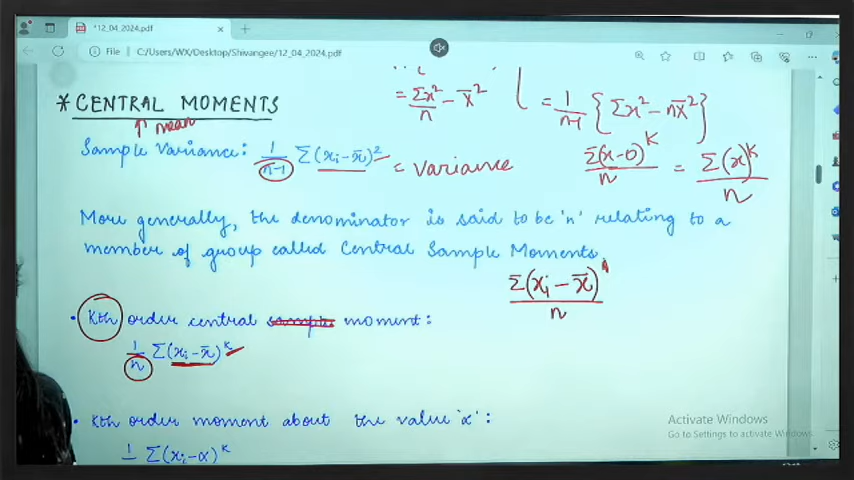 *12_04_2024.pdf
File | C:/Users/WX/Desktop/Shivangee/12_04_2024.pdf
= Σx²/n - x̄²
= 1/n-1 { Σx² - nx̄² }
* CENTRAL MOMENTS
↑ mean
Sample Variance: 1/n-1 Σ(xi-x̄)² = variance
Σ(x-0)^K/n = Σ(x)^K/n
More generally, the denominator is said to be 'n' relating to a
member of group called Central Sample Moments.
Σ(xi - x̄)/n
• Kth order central sample moment:
1/n Σ(xi-x̄)^k
• Kth order moment about the value 'α':
Σ(xi-α)^k
Activate Windows
Go to Settings to activate Windows.